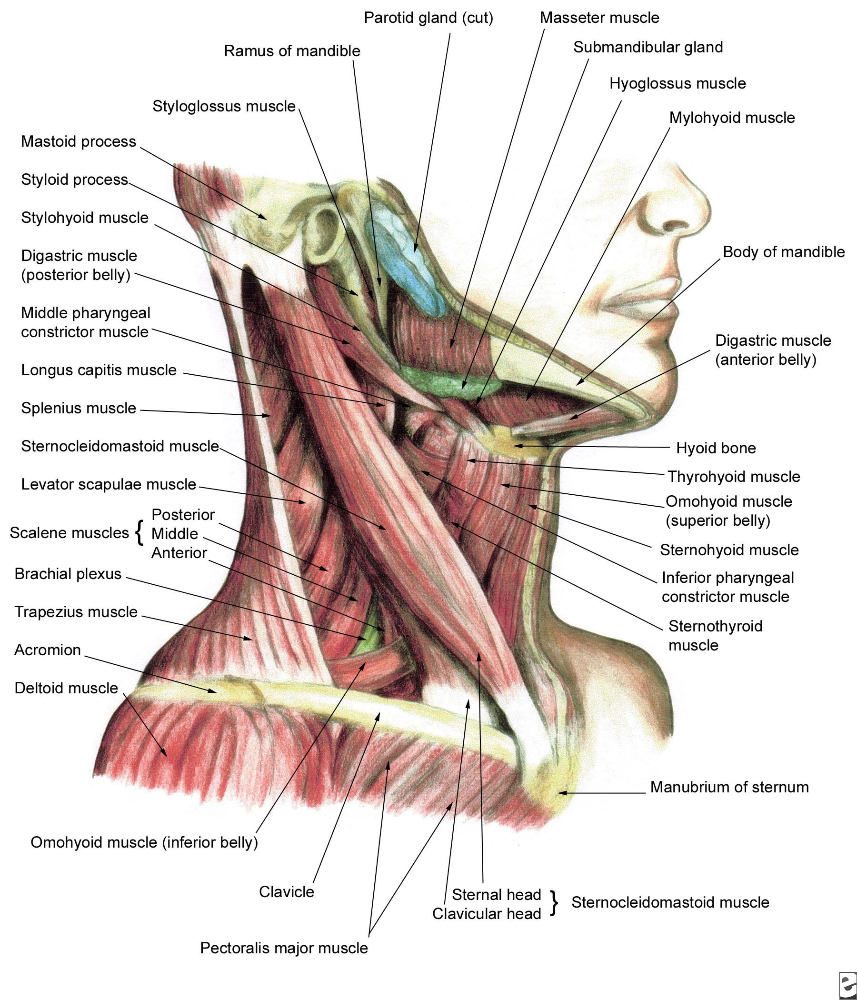 Parotid gland (cut)
Masseter muscle
Ramus of mandible
Submandibular gland
Hyoglossus muscle
Styloglossus muscle
Mylohyoid muscle
Mastoid process
Styloid process
Stylohyoid muscle
Digastric muscle
(posterior belly)
Body of mandible
Middle pharyngeal
constrictor muscle
Digastric muscle
(anterior belly)
Longus capitis muscle
Splenius muscle
Sternocleidomastoid muscle
Hyoid bone
Levator scapulae muscle
Thyrohyoid muscle
Omohyoid muscle
(superior belly)
Scalene muscles {
Posterior
Middle
Anterior
Sternohyoid muscle
Brachial plexus
Inferior pharyngeal
constrictor muscle
Trapezius muscle
Sternothyroid
muscle
Acromion
Deltoid muscle
Manubrium of sternum
Omohyoid muscle (inferior belly)
Clavicle
Sternal head
Clavicular head
} Sternocleidomastoid muscle
Pectoralis major muscle
e